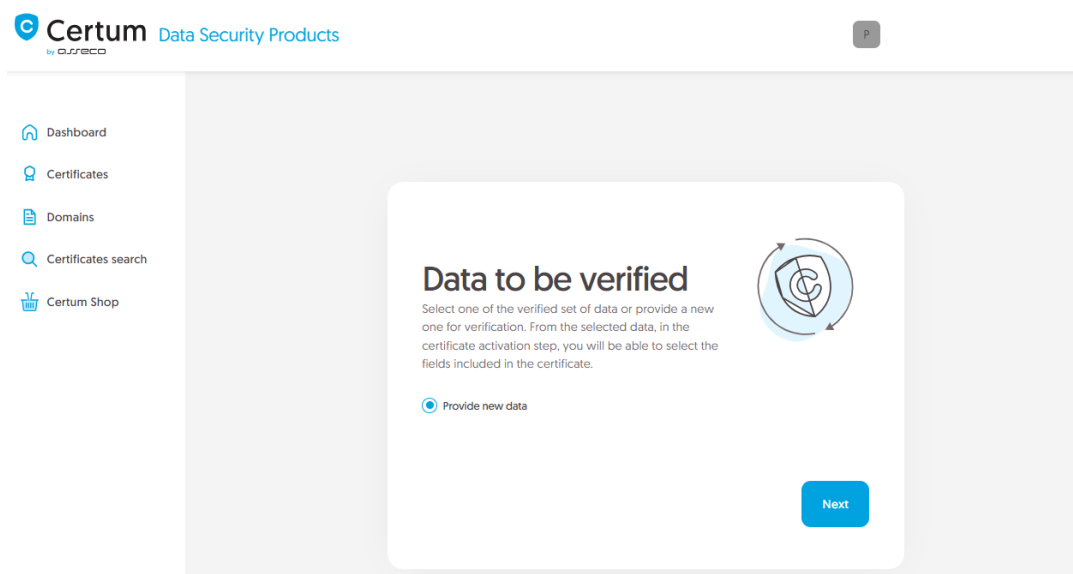 Certum Data Security Products
by asseco
P
Dashboard
Certificates
Domains
Certificates search
Certum Shop
Data to be verified
Select one of the verified set of data or provide a new
one for verification. From the selected data, in the
certificate activation step, you will be able to select the
fields included in the certificate.
Provide new data
Next